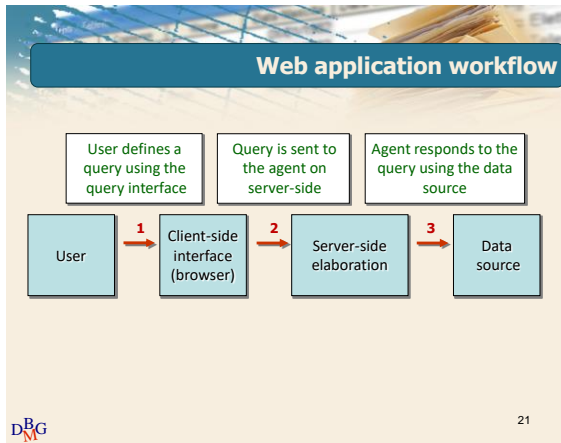 Web application workflow
User defines a
query using the
query interface
Query is sent to
the agent on
server-side
Agent responds to the
query using the data
source
User
1
Client-side
interface
(browser)
2
Server-side
elaboration
3
Data
source
DBMG
21